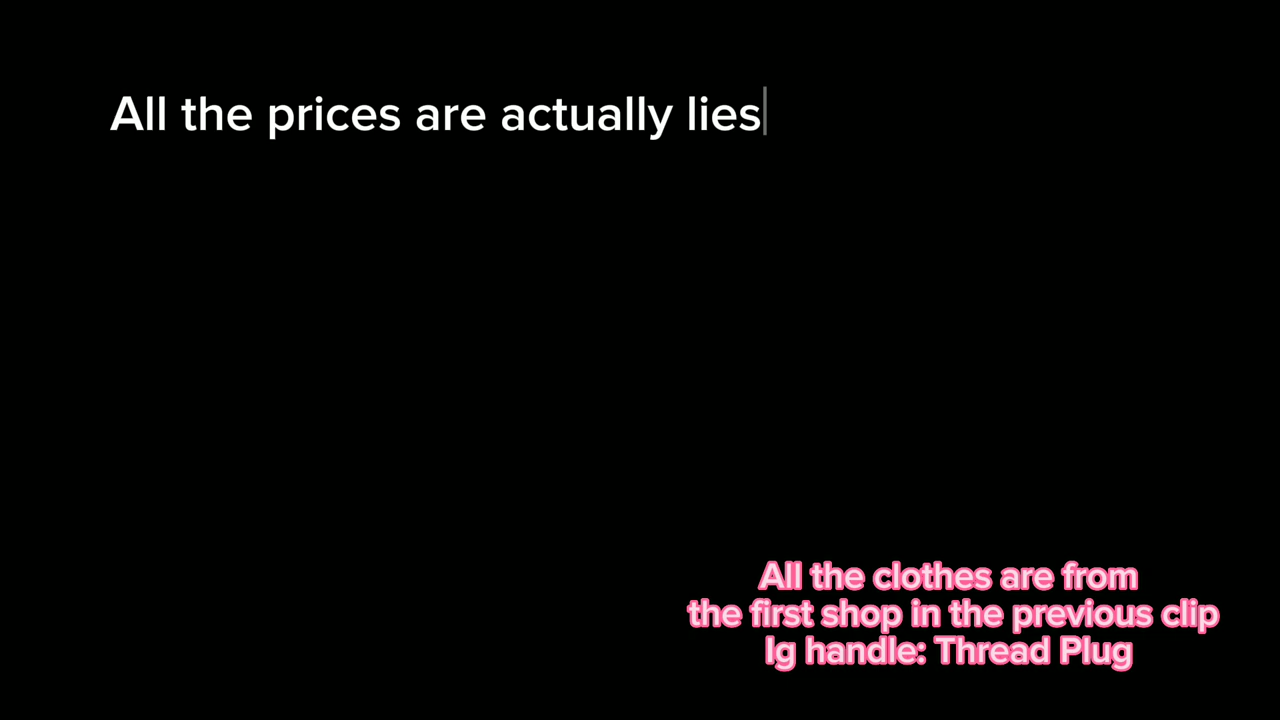 All the prices are actually lies
All the clothes are from
the first shop in the previous clip
Ig handle: Thread Plug